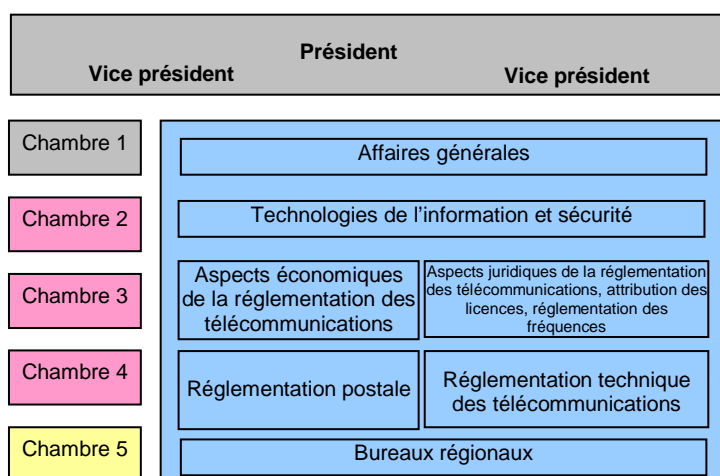 Président
Vice président
Vice président
Chambre 1
Affaires générales
Chambre 2
Technologies de l’information et sécurité
Chambre 3
Aspects économiques
de la réglementation des
télécommunications
Aspects juridiques de la réglementation
des télécommunications, attribution des
licences, réglementation des
fréquences
Chambre 4
Réglementation postale
Réglementation technique
des télécommunications
Chambre 5
Bureaux régionaux